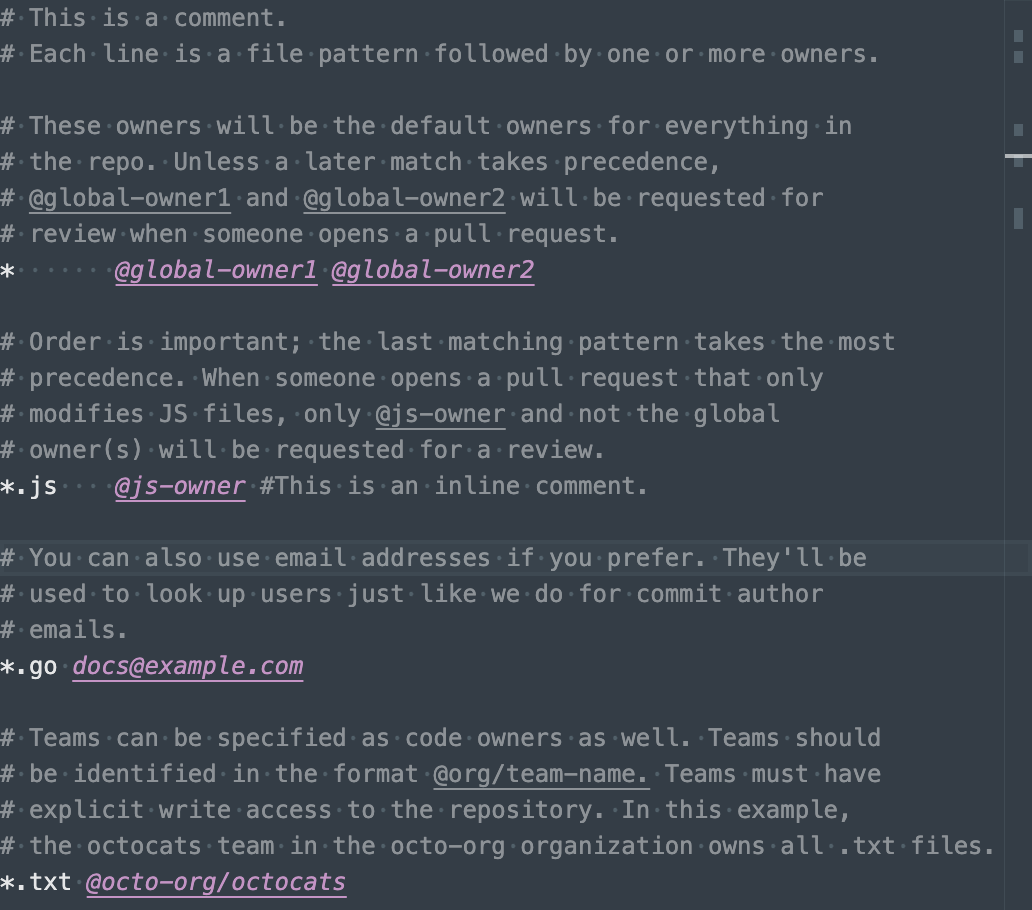 # This is a comment.
# Each line is a file pattern followed by one or more owners.

# These owners will be the default owners for everything in
# the repo. Unless a later match takes precedence,
# @global-owner1 and @global-owner2 will be requested for
# review when someone opens a pull request.
*       @global-owner1 @global-owner2

# Order is important; the last matching pattern takes the most
# precedence. When someone opens a pull request that only
# modifies JS files, only @js-owner and not the global
# owner(s) will be requested for a review.
*.js    @js-owner #This is an inline comment.

# You can also use email addresses if you prefer. They'll be
# used to look up users just like we do for commit author
# emails.
*.go docs@example.com

# Teams can be specified as code owners as well. Teams should
# be identified in the format @org/team-name. Teams must have
# explicit write access to the repository. In this example,
# the octocats team in the octo-org organization owns all .txt files.
*.txt @octo-org/octocats